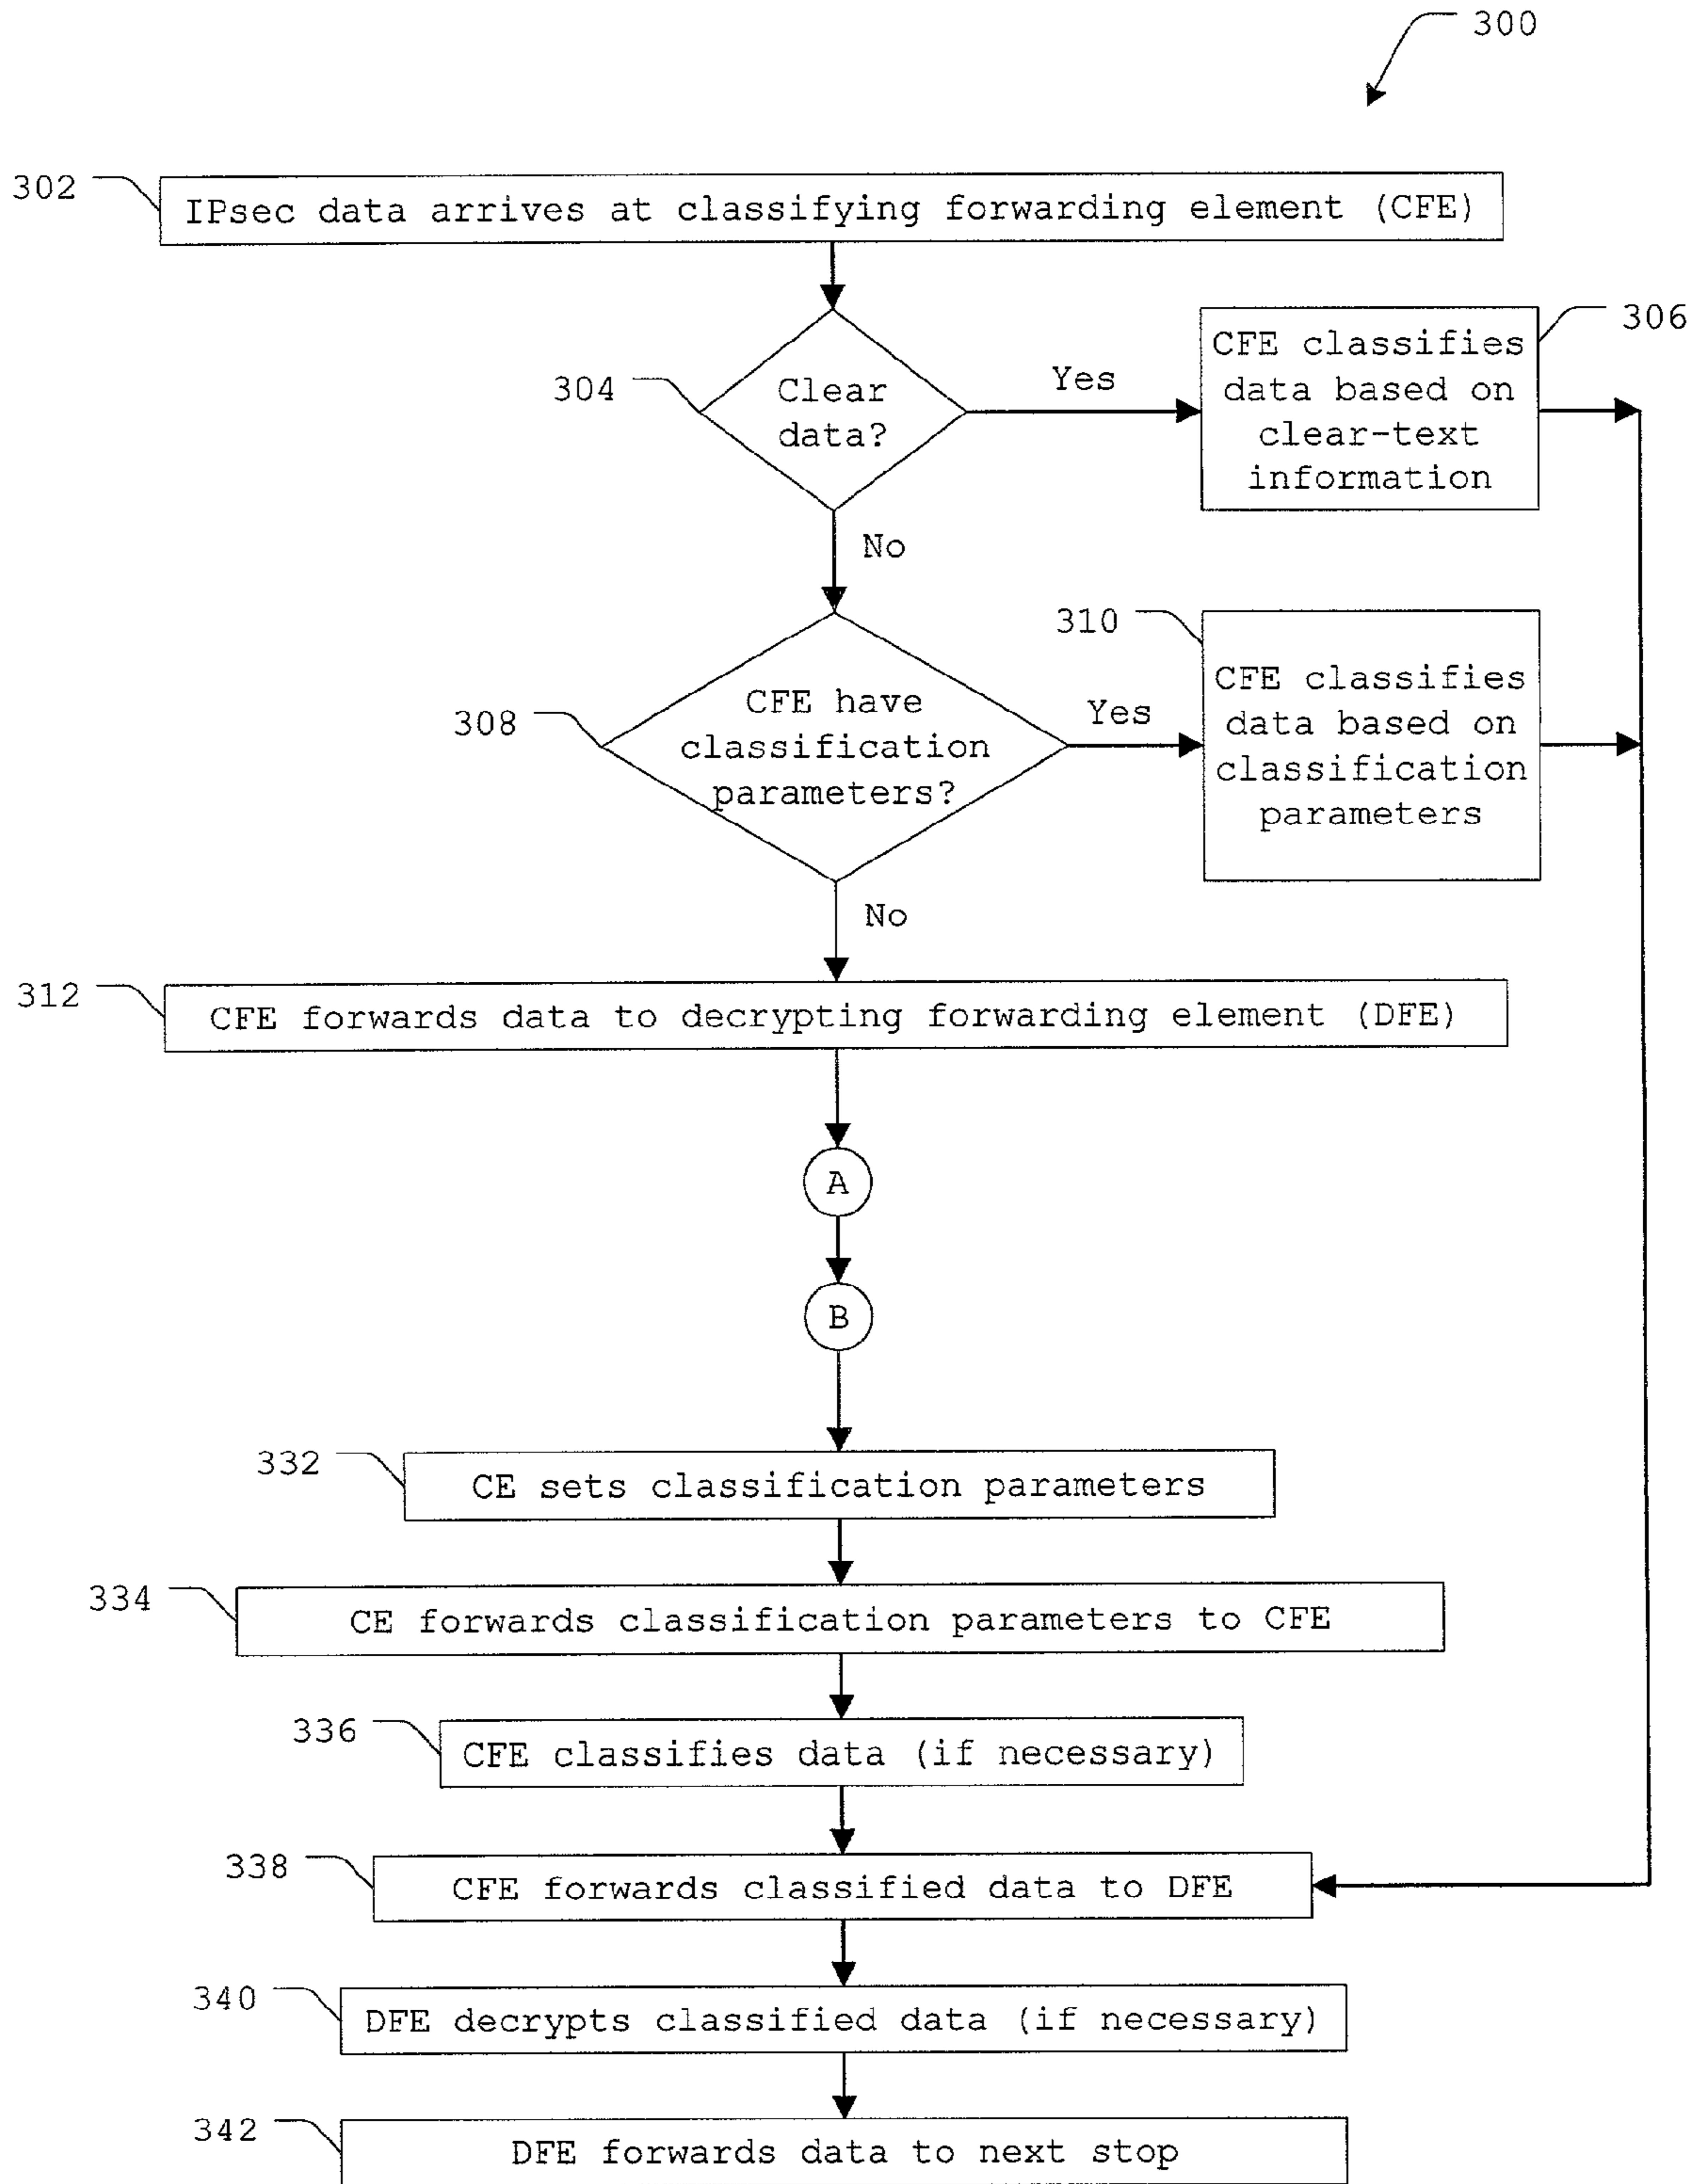 300
302
IPsec data arrives at classifying forwarding element (CFE)
304
Clear
data?
Yes
306
CFE classifies
data based on
clear-text
information
No
308
CFE have
classification
parameters?
Yes
310
CFE classifies
data based on
classification
parameters
No
312
CFE forwards data to decrypting forwarding element (DFE)
A
B
332
CE sets classification parameters
334
CE forwards classification parameters to CFE
336
CFE classifies data (if necessary)
338
CFE forwards classified data to DFE
340
DFE decrypts classified data (if necessary)
342
DFE forwards data to next stop